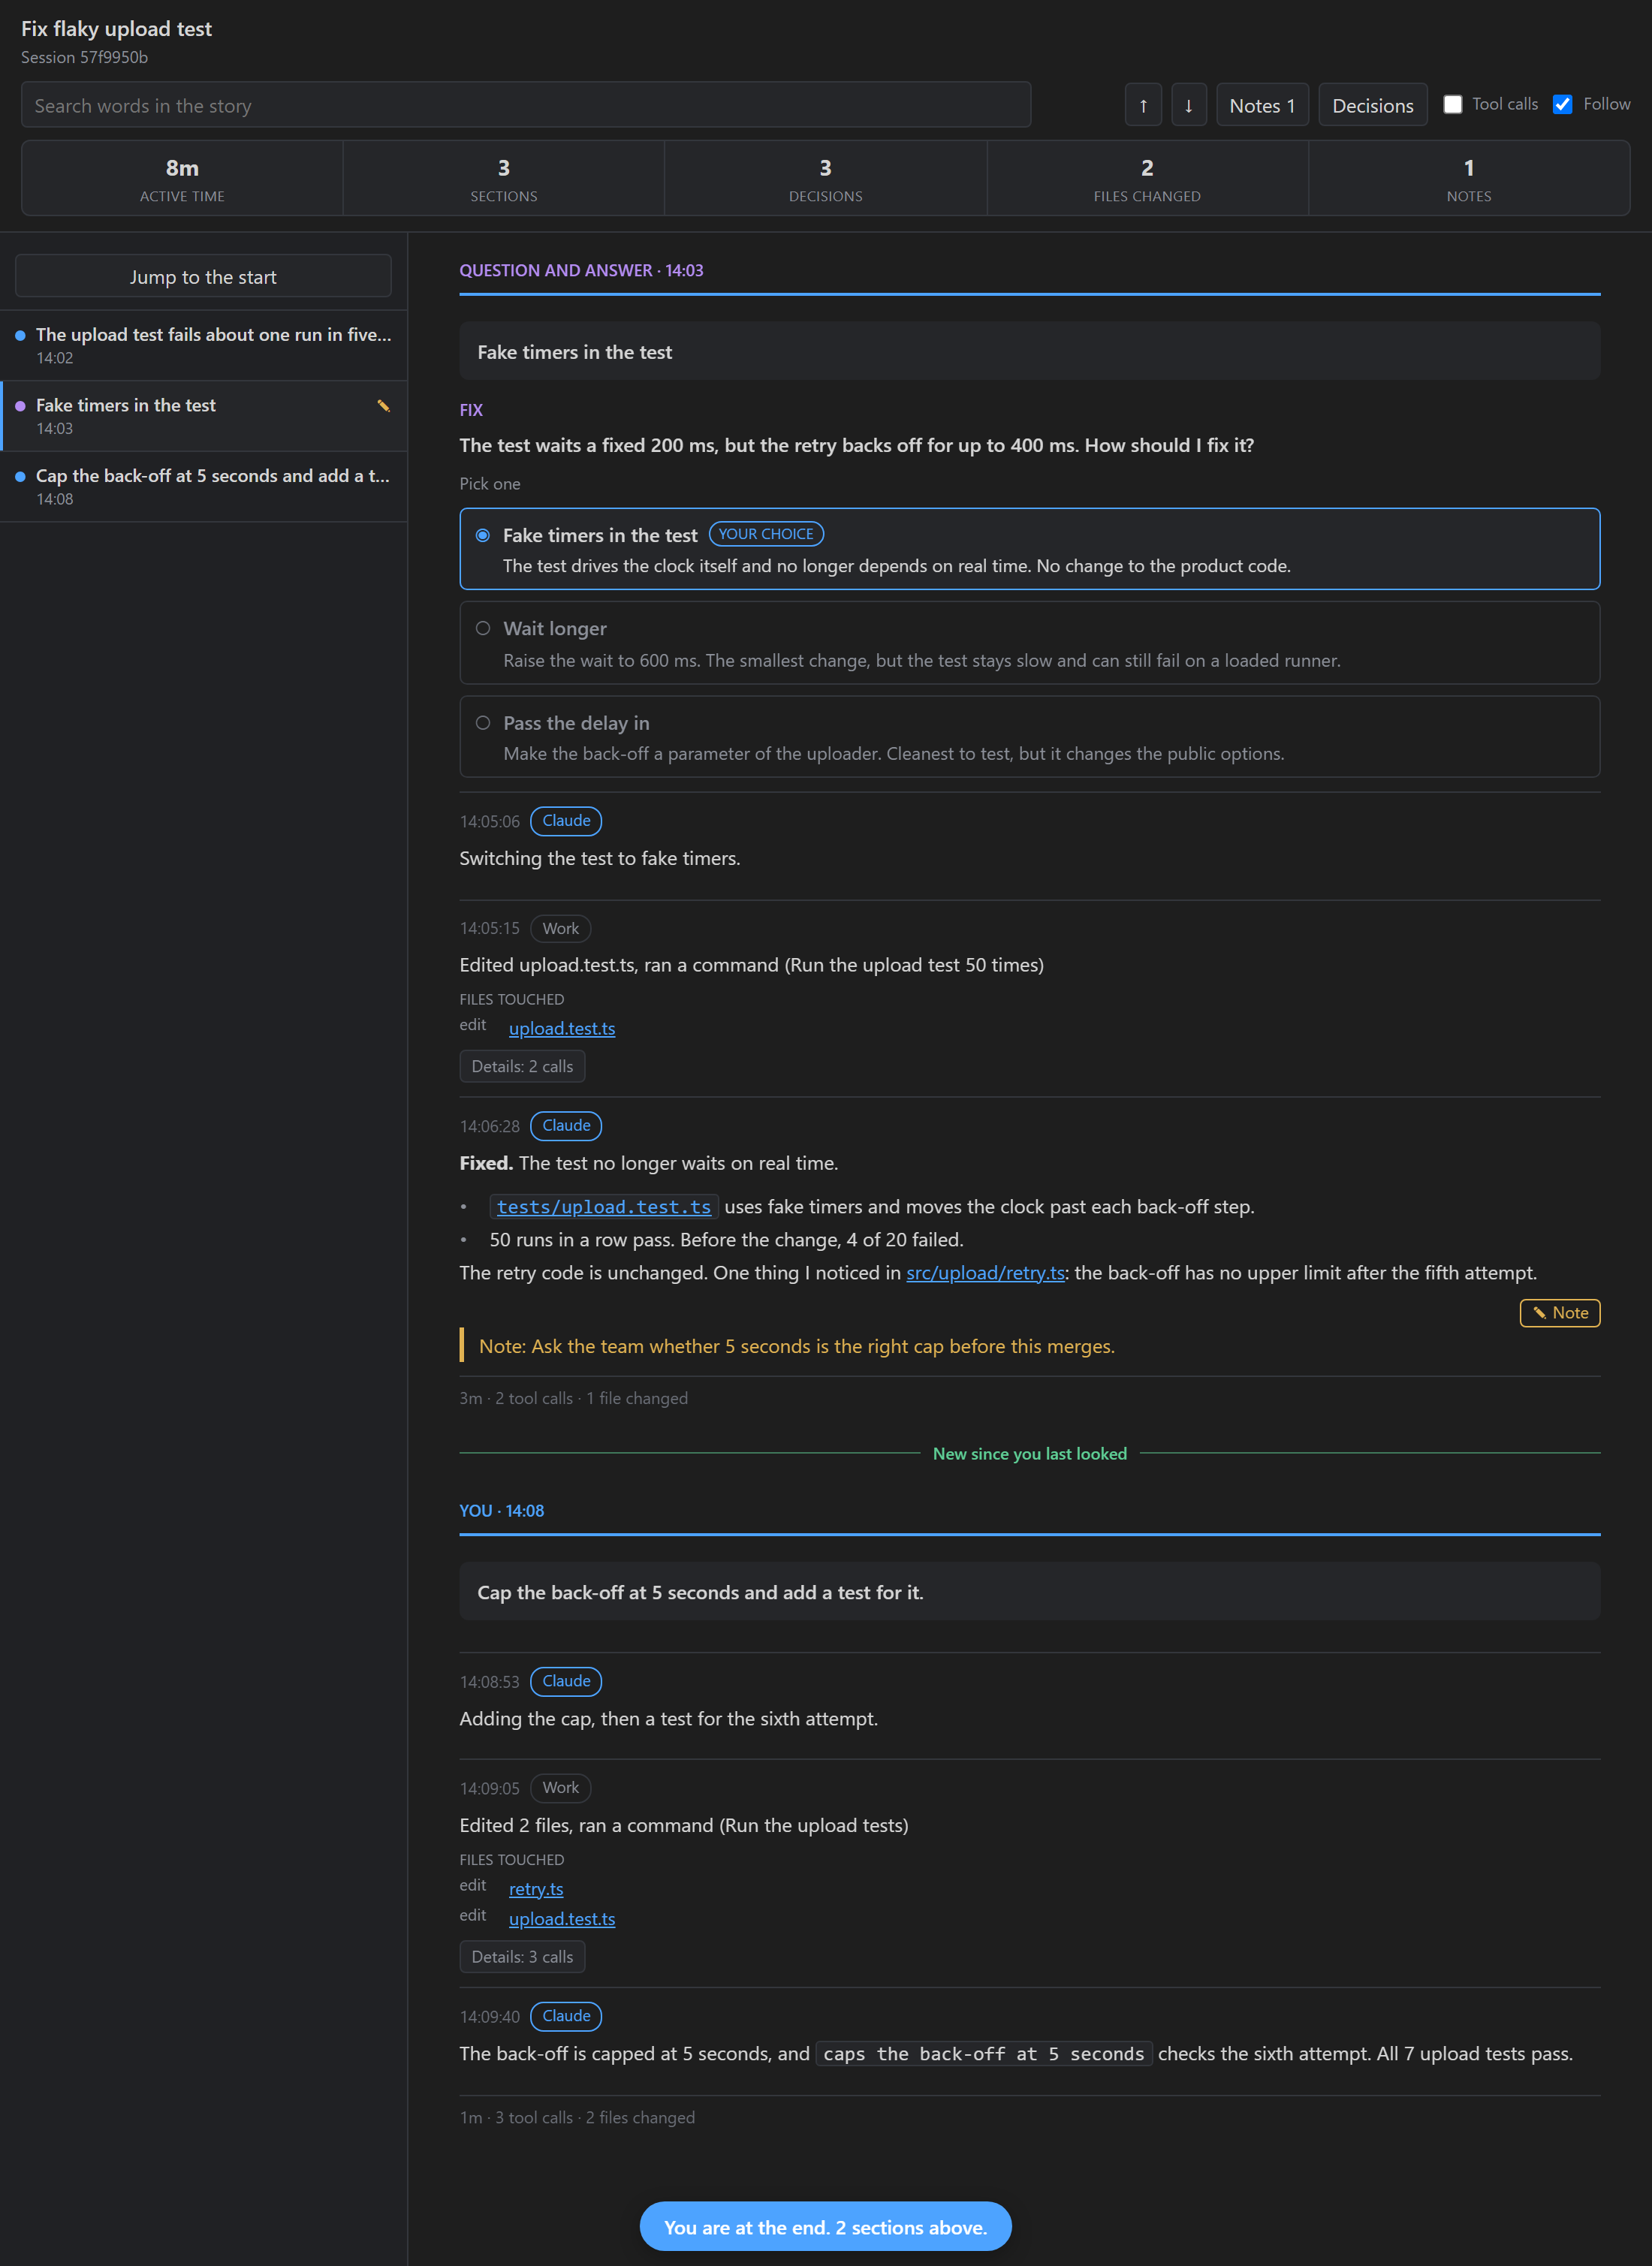 Fix flaky upload test
Session 57f9950b
Search words in the story
↑
↓
Notes 1
Decisions
Tool calls
Follow
8m
ACTIVE TIME
3
SECTIONS
3
DECISIONS
2
FILES CHANGED
1
NOTES
Jump to the start
The upload test fails about one run in five...
14:02
Fake timers in the test
14:03
Cap the back-off at 5 seconds and add a t...
14:08
QUESTION AND ANSWER · 14:03
Fake timers in the test
FIX
The test waits a fixed 200 ms, but the retry backs off for up to 400 ms. How should I fix it?
Pick one
Fake timers in the test YOUR CHOICE
The test drives the clock itself and no longer depends on real time. No change to the product code.
Wait longer
Raise the wait to 600 ms. The smallest change, but the test stays slow and can still fail on a loaded runner.
Pass the delay in
Make the back-off a parameter of the uploader. Cleanest to test, but it changes the public options.
14:05:06 Claude
Switching the test to fake timers.
14:05:15 Work
Edited upload.test.ts, ran a command (Run the upload test 50 times)
FILES TOUCHED
edit upload.test.ts
Details: 2 calls
14:06:28 Claude
Fixed. The test no longer waits on real time.
• tests/upload.test.ts uses fake timers and moves the clock past each back-off step.
• 50 runs in a row pass. Before the change, 4 of 20 failed.
The retry code is unchanged. One thing I noticed in src/upload/retry.ts: the back-off has no upper limit after the fifth attempt.
Note
Note: Ask the team whether 5 seconds is the right cap before this merges.
3m · 2 tool calls · 1 file changed
New since you last looked
YOU · 14:08
Cap the back-off at 5 seconds and add a test for it.
14:08:53 Claude
Adding the cap, then a test for the sixth attempt.
14:09:05 Work
Edited 2 files, ran a command (Run the upload tests)
FILES TOUCHED
edit retry.ts
edit upload.test.ts
Details: 3 calls
14:09:40 Claude
The back-off is capped at 5 seconds, and caps the back-off at 5 seconds checks the sixth attempt. All 7 upload tests pass.
1m · 3 tool calls · 2 files changed
You are at the end. 2 sections above.